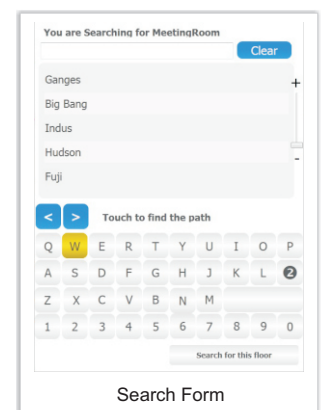 You are Searching for MeetingRoom
Clear
Ganges
+
Big Bang
Indus
Hudson
-
Fuji
< > Touch to find the path
Q W E R T Y U I O P
A S D F G H J K L 2
Z X C V B N M
1 2 3 4 5 6 7 8 9 0
Search for this floor
Search Form